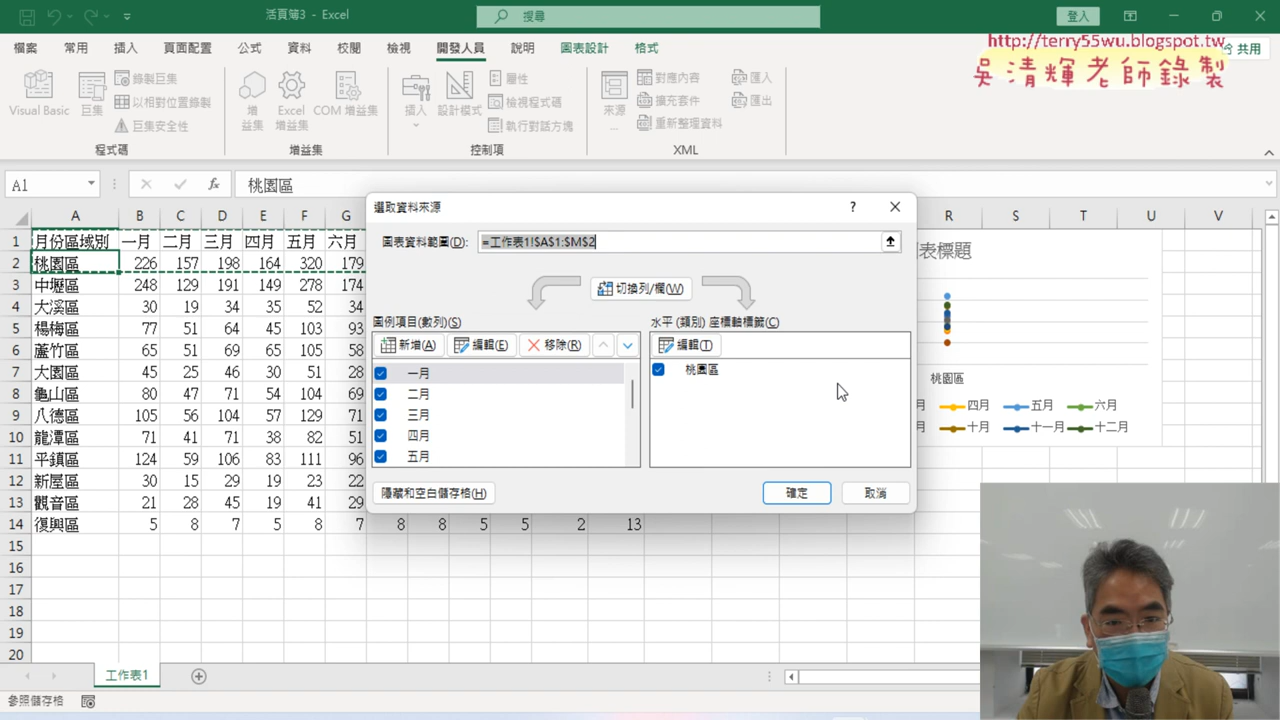 活頁簿3 - Excel
搜尋
登入
檔案 常用 插入 頁面配置 公式 資料 校閱 檢視 開發人員 說明 圖表設計 格式
共用
http://terry55wu.blogspot.tw
吳清輝老師錄製
Visual Basic 巨集 錄製巨集 以相對位置錄製 巨集安全性
程式碼
增益集 Excel 增益集 COM 增益集
增益集
插入 設計模式 屬性 檢視程式碼 執行對話方塊
控制項
來源... 對應內容 擴充套件 重新整理資料 匯入 匯出
XML
A1 fx 桃園區
A B C D E F G R S T U V
1 月份區域別 一月 二月 三月 四月 五月 六月
2 桃園區 226 157 198 164 320 179
3 中壢區 248 129 191 149 278 174
4 大溪區 30 19 34 35 52 34
5 楊梅區 77 51 64 45 103 93
6 蘆竹區 65 51 69 65 105 58
7 大園區 45 25 46 30 51 28
8 龜山區 80 47 71 54 104 69
9 八德區 105 56 104 57 129 71
10 龍潭區 71 41 71 38 82 51
11 平鎮區 124 59 106 83 111 96
12 新屋區 30 15 29 19 23 22
13 觀音區 21 28 45 19 41 29
14 復興區 5 8 7 5 8 7 8 8 5 5 2 13
15
16
17
18
19
20
選取資料來源 ?
圖表資料範圍(D): =工作表1!$A$1:$M$2
切換列/欄(W)
圖例項目(數列)(S)
新增(A) 編輯(E) 移除(R)
一月
二月
三月
四月
五月
水平 (類別) 座標軸標籤(C)
編輯(T)
桃園區
隱藏和空白儲存格(H)
確定 取消
表標題
桃園區
月 四月 五月 六月
月 十月 十一月 十二月
工作表1
參照儲存格